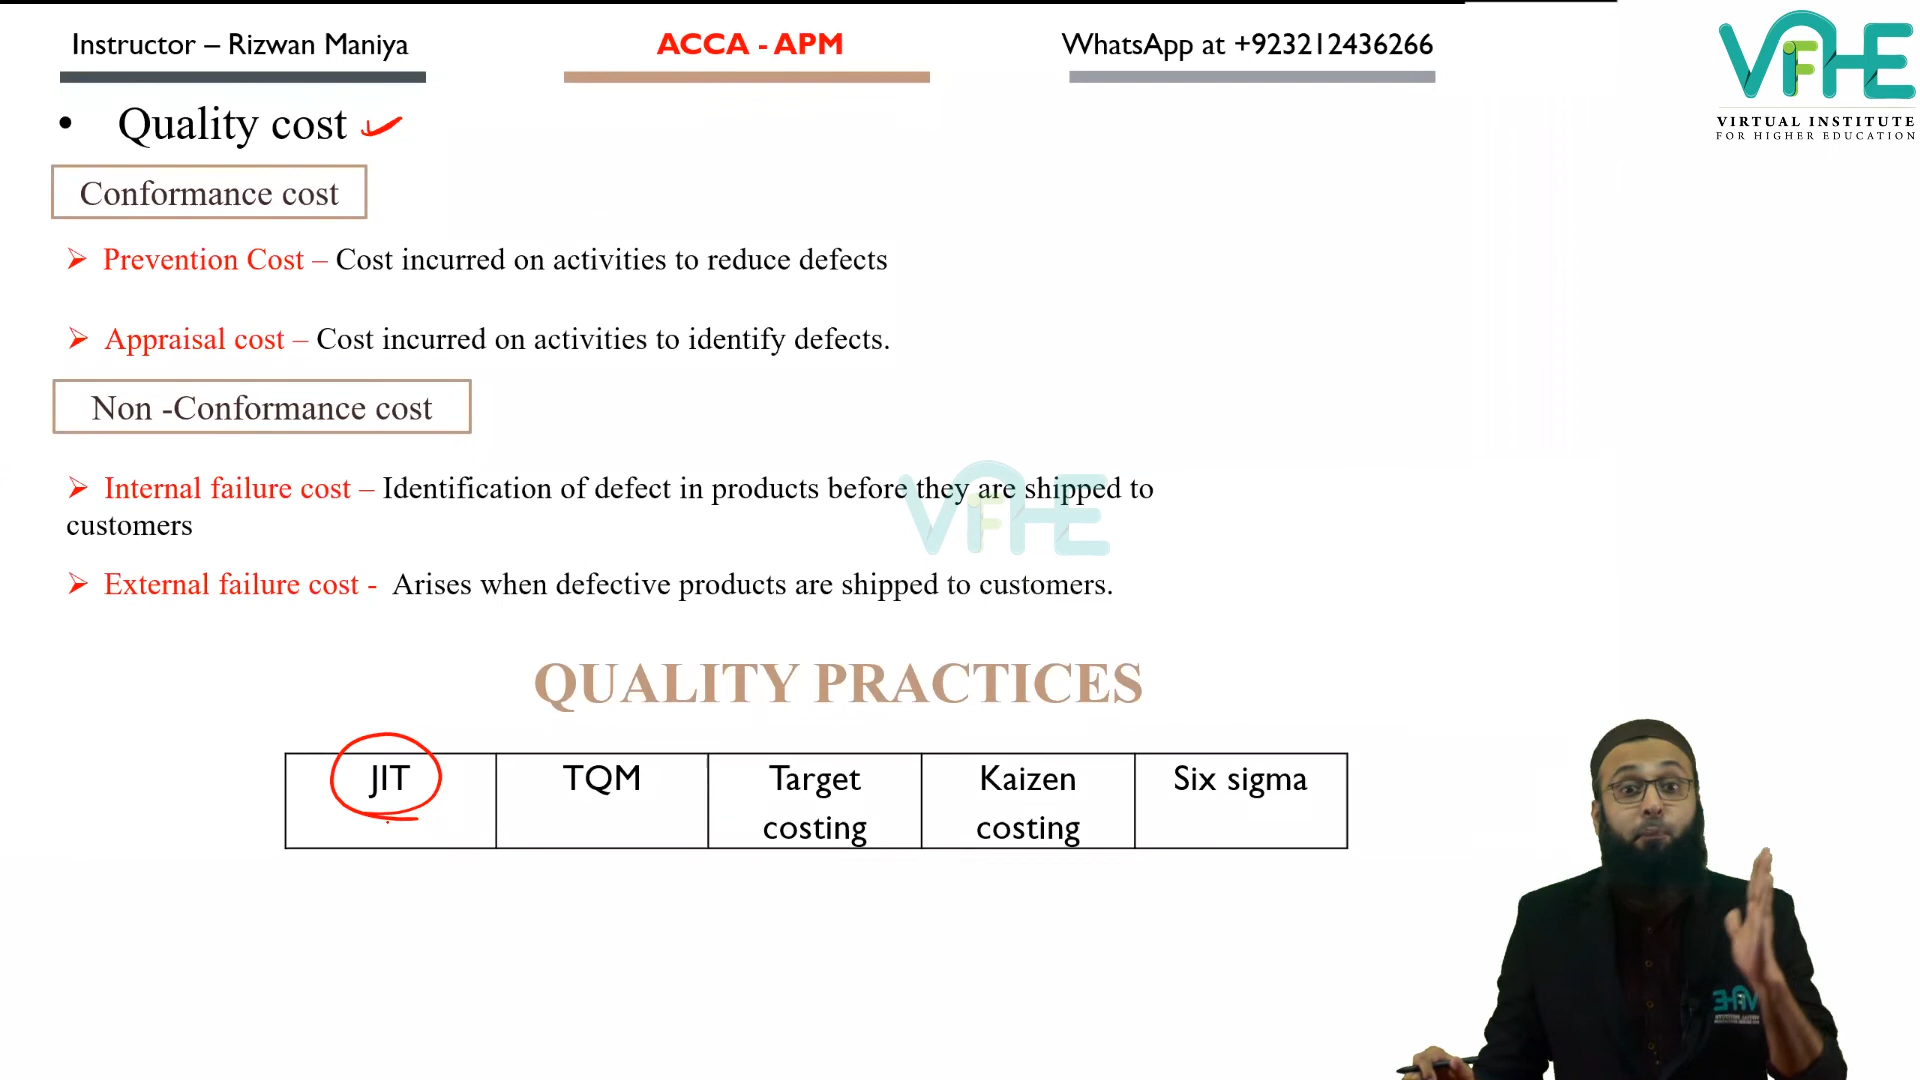 Instructor – Rizwan Maniya
ACCA - APM
WhatsApp at +923212436266
VIFHE
VIRTUAL INSTITUTE
FOR HIGHER EDUCATION
• Quality cost
Conformance cost
➢ Prevention Cost – Cost incurred on activities to reduce defects
➢ Appraisal cost – Cost incurred on activities to identify defects.
Non -Conformance cost
➢ Internal failure cost – Identification of defect in products before they are shipped to
customers
➢ External failure cost - Arises when defective products are shipped to customers.
QUALITY PRACTICES
JIT
TQM
Target
costing
Kaizen
costing
Six sigma